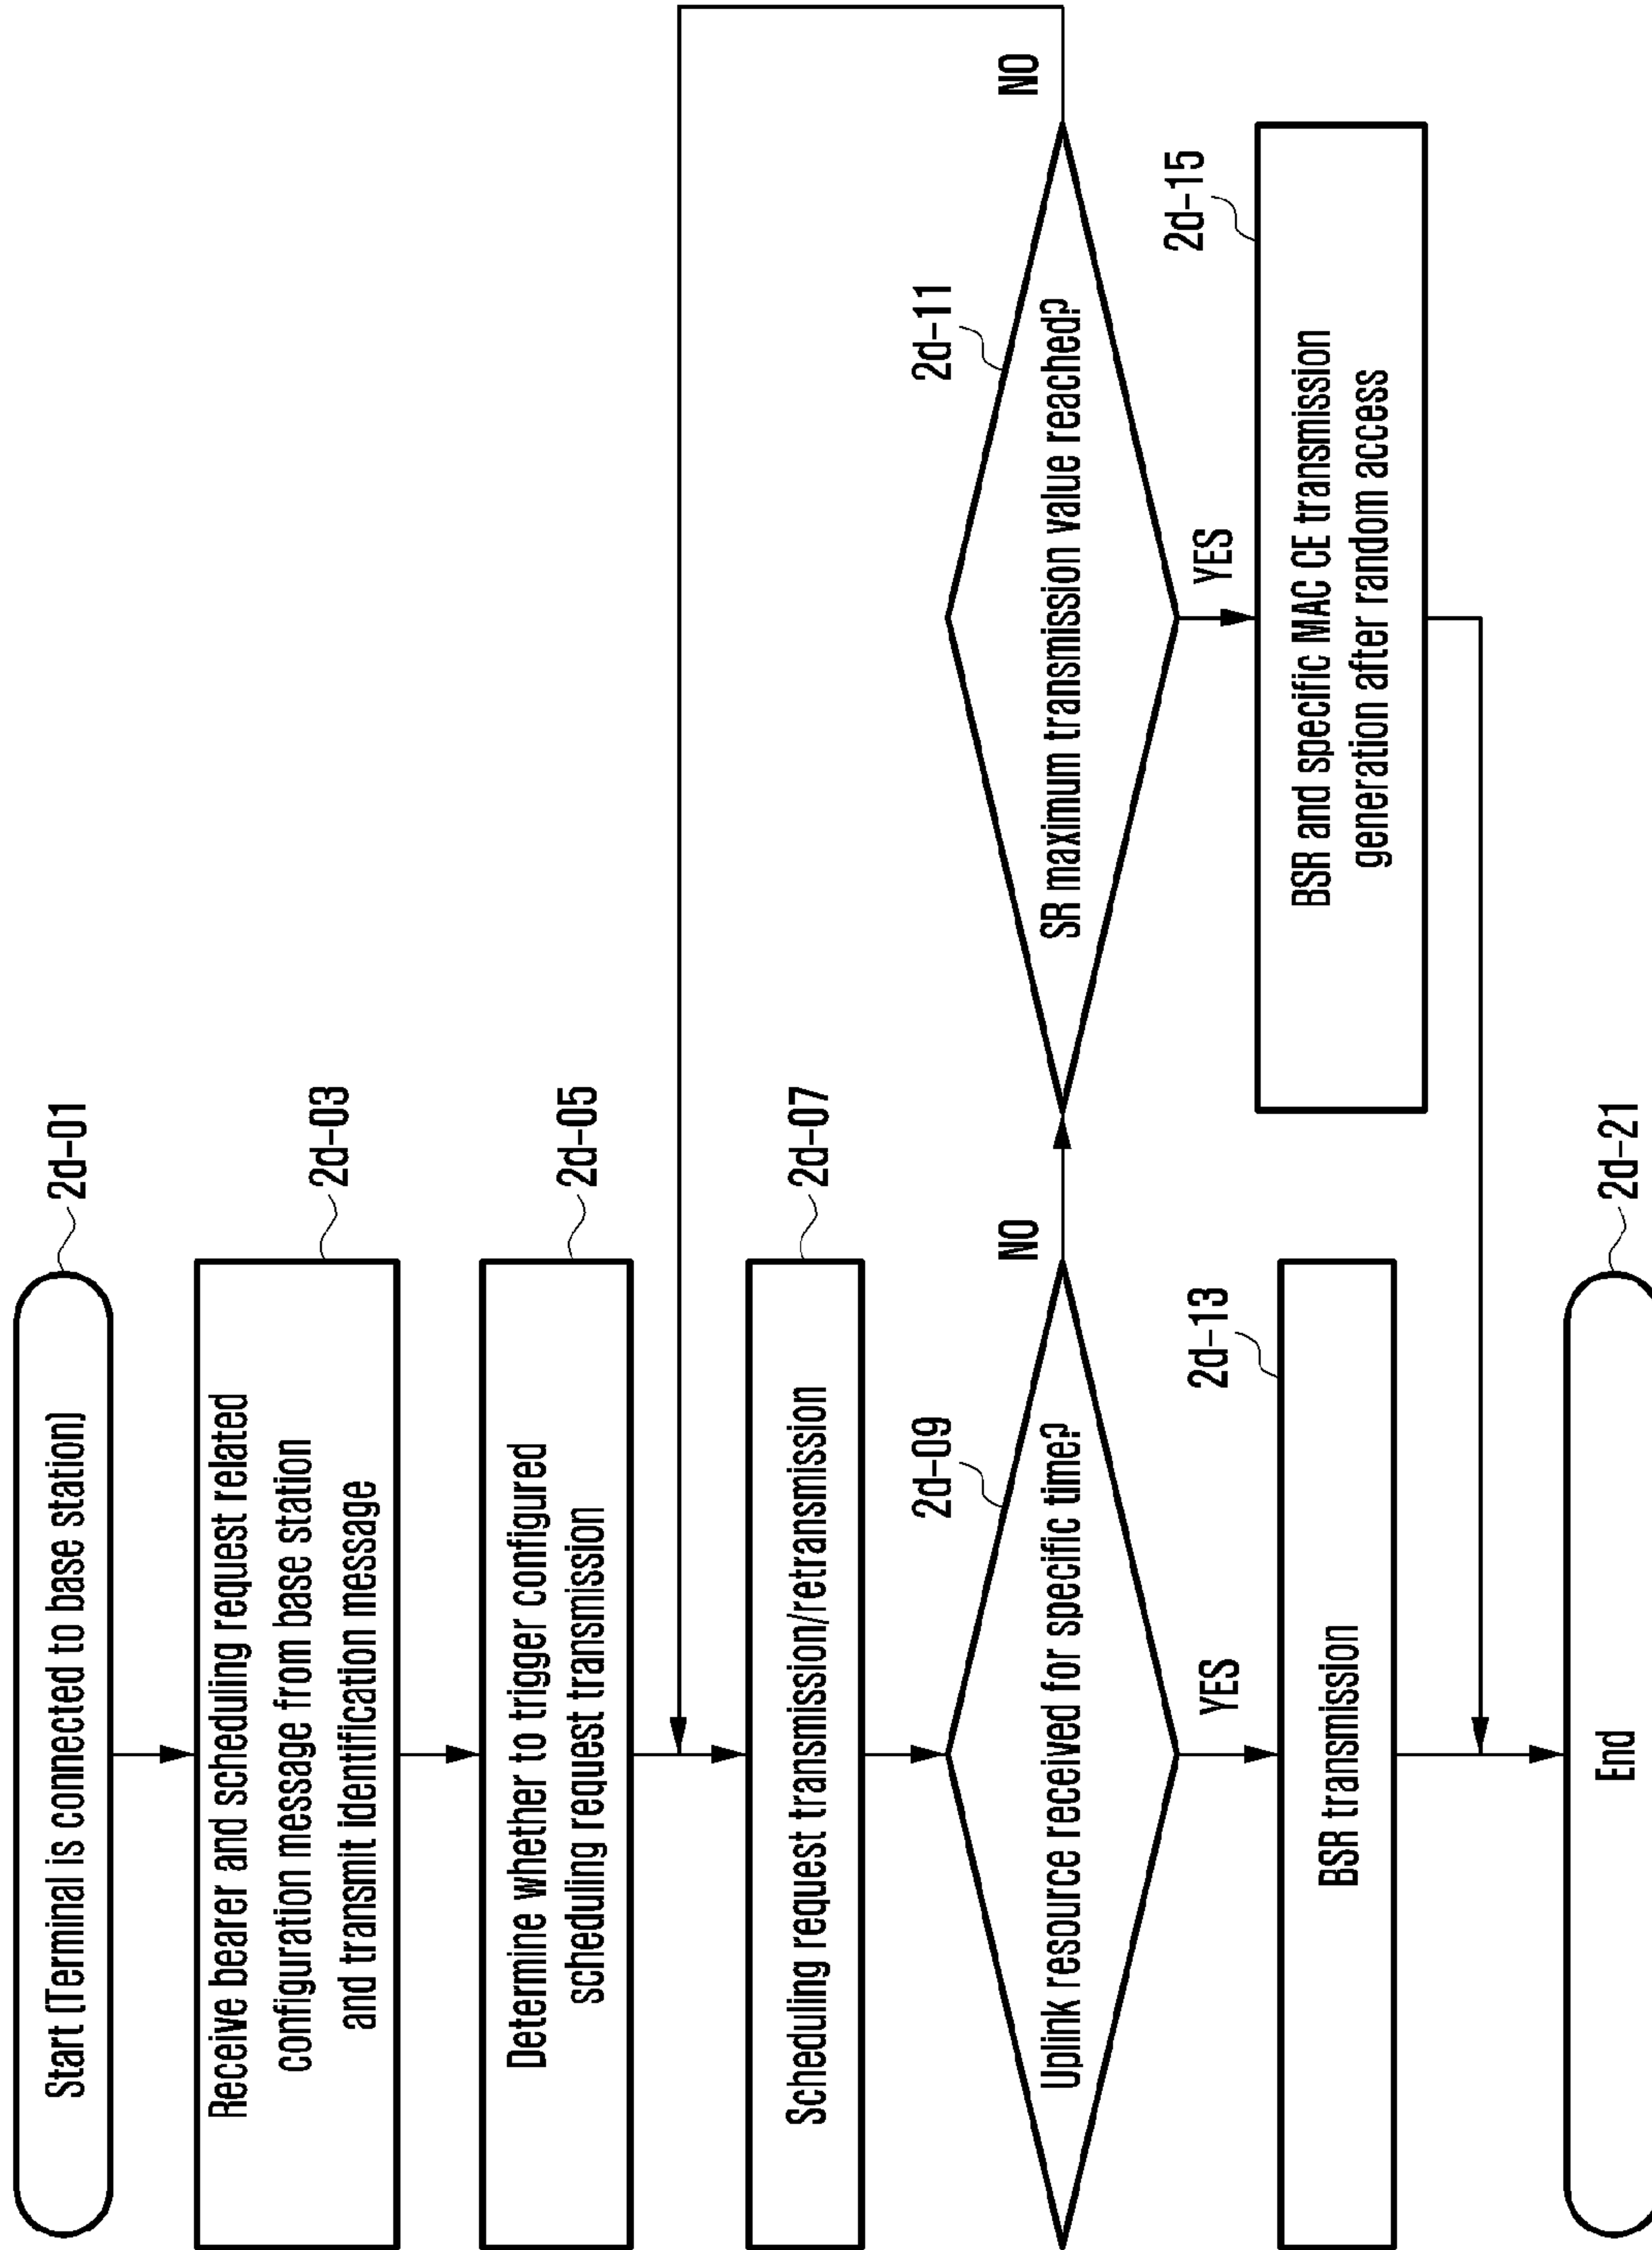 Start (Terminal is connected to base station)
2d-01
Receive bearer and scheduling request related
configuration message from base station
and transmit identification message
2d-03
Determine whether to trigger configured
scheduling request transmission
2d-05
Scheduling request transmission/retransmission
2d-07
Uplink resource received for specific time?
2d-09
NO
SR maximum transmission value reached?
2d-11
NO
YES
BSR transmission
2d-13
YES
BSR and specific MAC CE transmission
generation after random access
2d-15
End
2d-21